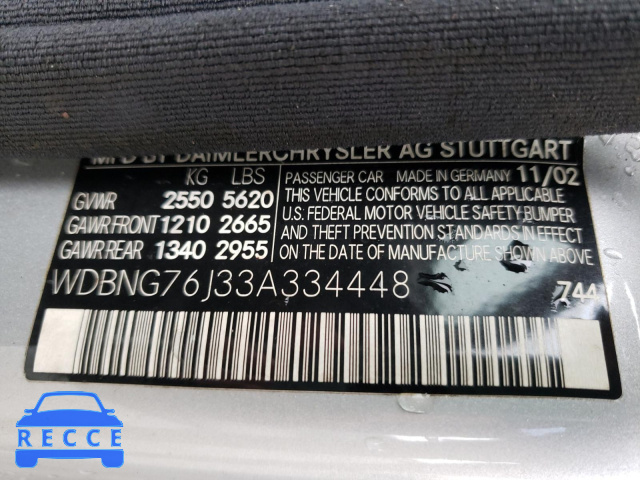 MFD BY DAIMLERCHRYSLER AG STUTTGART
KG LBS
GVWR 2550 5620
GAWR FRONT 1210 2665
GAWR REAR 1340 2955
PASSENGER CAR MADE IN GERMANY 11/02
THIS VEHICLE CONFORMS TO ALL APPLICABLE
U.S. FEDERAL MOTOR VEHICLE SAFETY, BUMPER
AND THEFT PREVENTION STANDARDS IN EFFECT
ON THE DATE OF MANUFACTURE SHOWN ABOVE.
WDBNG76J33A334448
744
RECCE